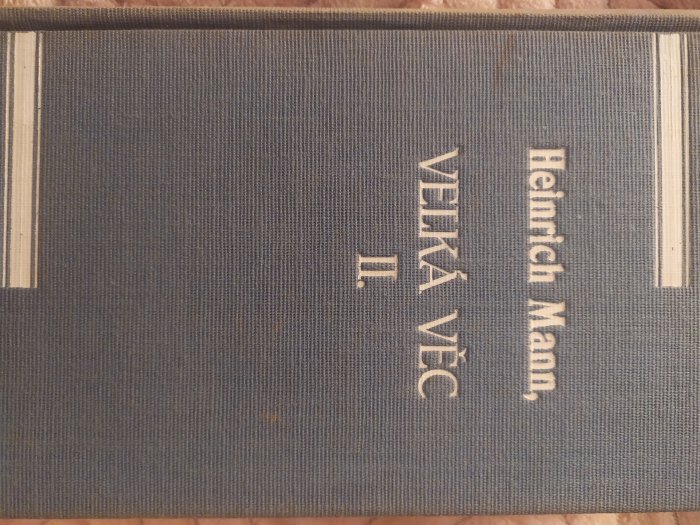 Heinrich Mann,
VELKÁ VĚC
II.